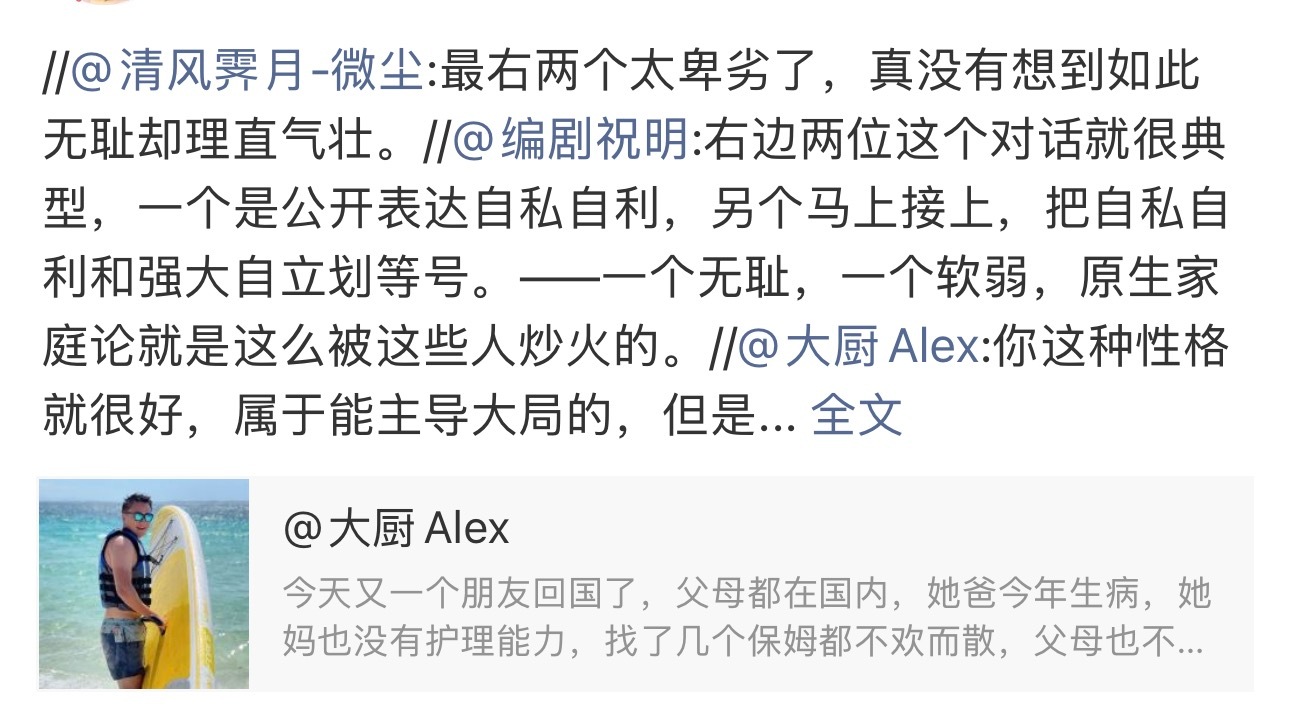 //@清风霁月-微尘:最右两个太卑劣了，真没有想到如此
无耻却理直气壮。//@编剧祝明:右边两位这个对话就很典
型，一个是公开表达自私自利，另个马上接上，把自私自
利和强大自立划等号。——一个无耻，一个软弱，原生家
庭论就是这么被这些人炒火的。//@大厨Alex:你这种性格
就很好，属于能主导大局的，但是... 全文
@大厨Alex
今天又一个朋友回国了，父母都在国内，她爸今年生病，她
妈也没有护理能力，找了几个保姆都不欢而散，父母也不...